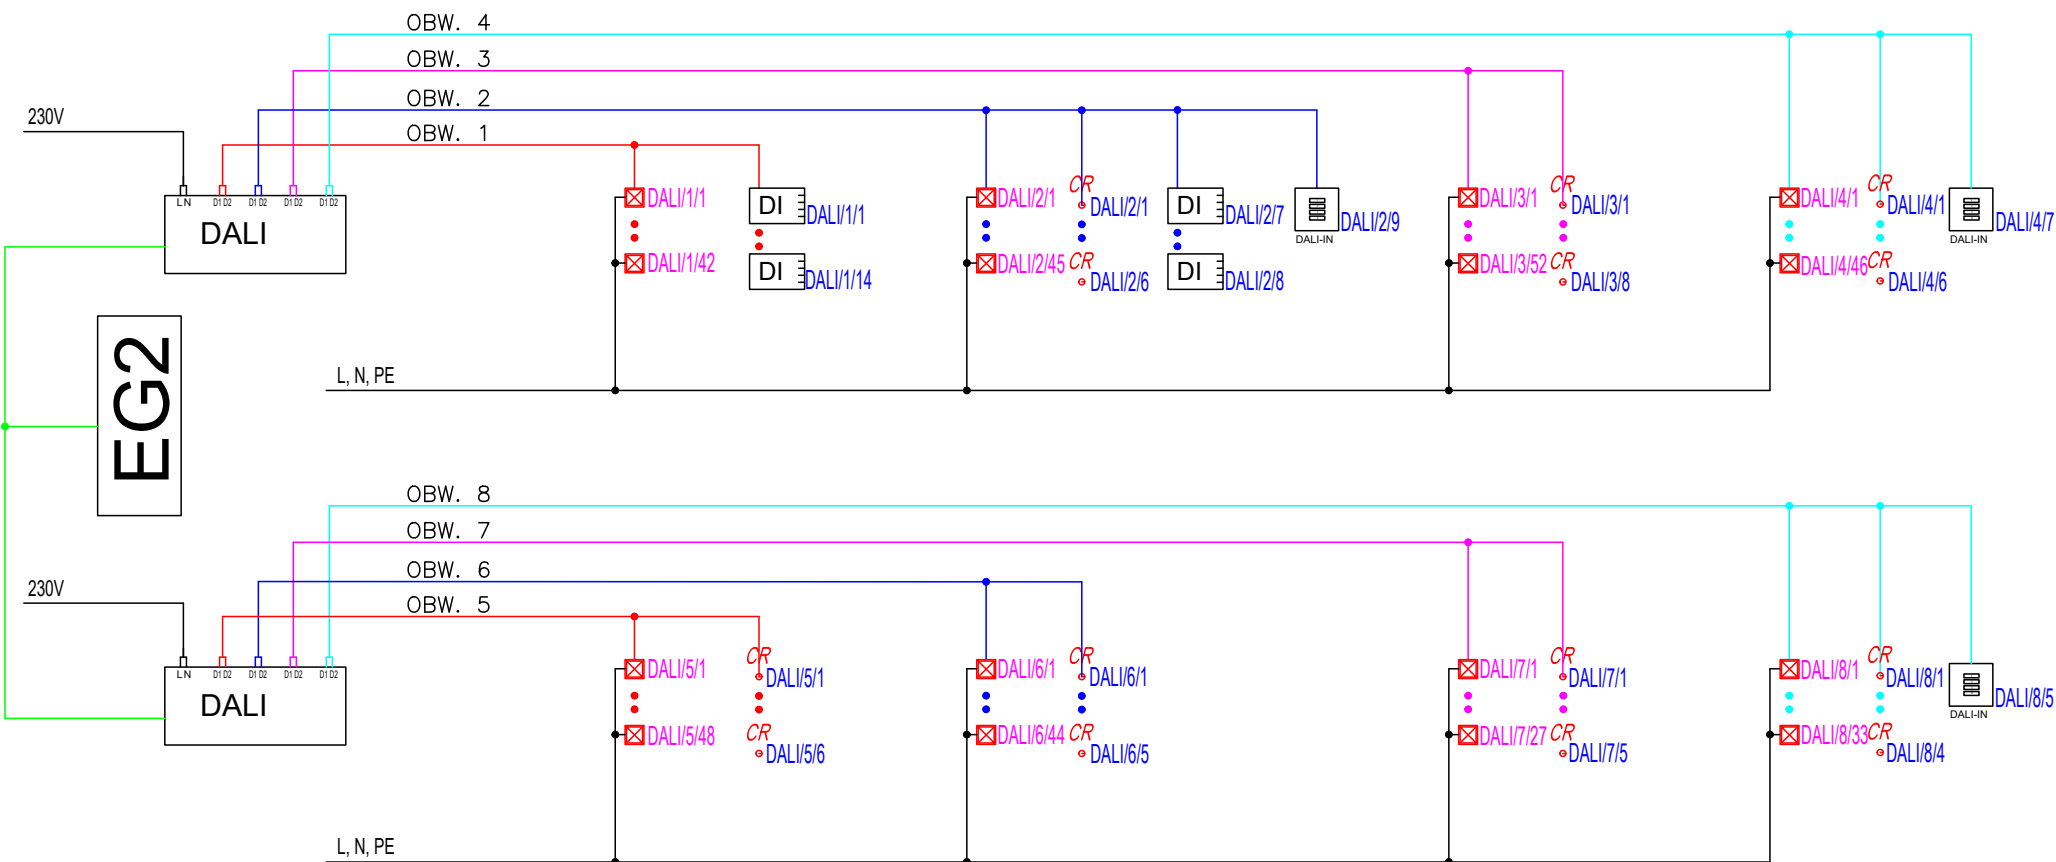 OBW. 4
OBW. 3
OBW. 2
OBW. 1
230V
L N D1 D2 D1 D2 D1 D2 D1 D2
DALI
DALI/1/1
DI DALI/1/1
DALI/1/42
DI DALI/1/14
DALI/2/1
CR DALI/2/1
DI DALI/2/7
DALI-IN DALI/2/9
DALI/2/45
CR DALI/2/6
DI DALI/2/8
DALI/3/1
CR DALI/3/1
DALI/3/52
CR DALI/3/8
DALI/4/1
CR DALI/4/1
DALI-IN DALI/4/7
DALI/4/46
CR DALI/4/6
L, N, PE
EG2
OBW. 8
OBW. 7
OBW. 6
OBW. 5
230V
L N D1 D2 D1 D2 D1 D2 D1 D2
DALI
DALI/5/1
CR DALI/5/1
DALI/5/48
CR DALI/5/6
DALI/6/1
CR DALI/6/1
DALI/6/44
CR DALI/6/5
DALI/7/1
CR DALI/7/1
DALI/7/27
CR DALI/7/5
DALI/8/1
CR DALI/8/1
DALI-IN DALI/8/5
DALI/8/33
CR DALI/8/4
L, N, PE